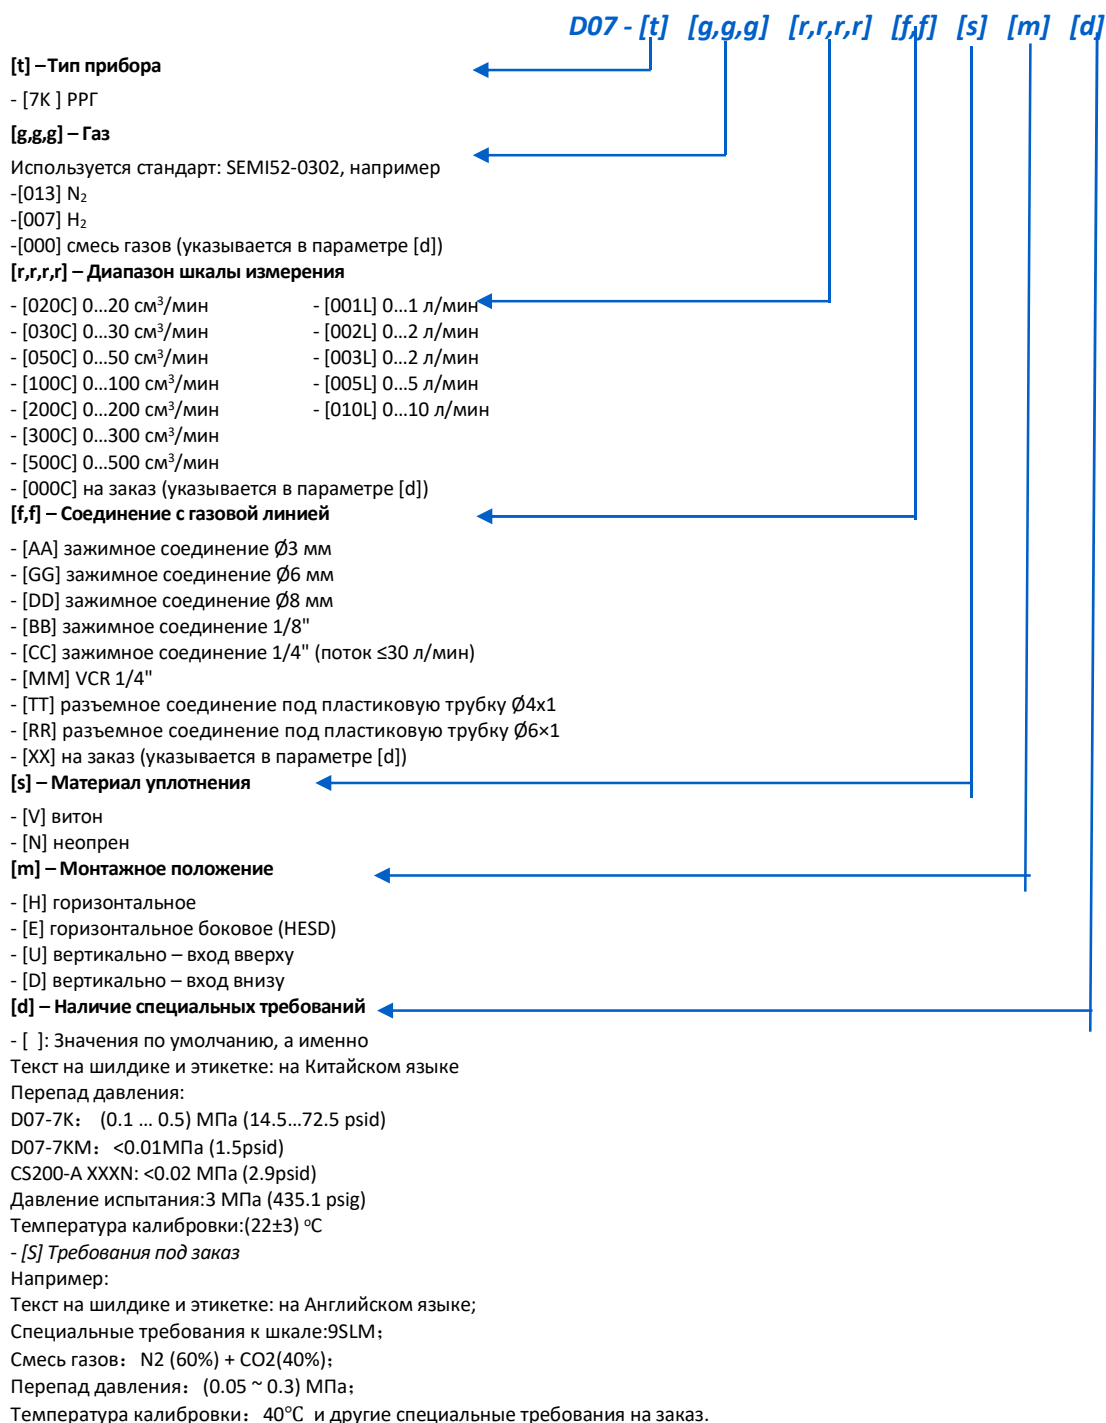 D07 - [t] [g,g,g] [r,r,r,r] [f,f] [s] [m] [d]
[t] – Тип прибора
- [7K ] РРГ
[g,g,g] – Газ
Используется стандарт: SEMI52-0302, например
-[013] N₂
-[007] H₂
-[000] смесь газов (указывается в параметре [d])
[r,r,r,r] – Диапазон шкалы измерения
- [020C] 0…20 см³/мин - [001L] 0…1 л/мин
- [030C] 0…30 см³/мин - [002L] 0…2 л/мин
- [050C] 0…50 см³/мин - [003L] 0…2 л/мин
- [100C] 0…100 см³/мин - [005L] 0…5 л/мин
- [200C] 0…200 см³/мин - [010L] 0…10 л/мин
- [300C] 0…300 см³/мин
- [500C] 0…500 см³/мин
- [000C] на заказ (указывается в параметре [d])
[f,f] – Соединение с газовой линией
- [AA] зажимное соединение Ø3 мм
- [GG] зажимное соединение Ø6 мм
- [DD] зажимное соединение Ø8 мм
- [BB] зажимное соединение 1/8"
- [CC] зажимное соединение 1/4" (поток ≤30 л/мин)
- [MM] VCR 1/4"
- [TT] разъемное соединение под пластиковую трубку Ø4x1
- [RR] разъемное соединение под пластиковую трубку Ø6×1
- [XX] на заказ (указывается в параметре [d])
[s] – Материал уплотнения
- [V] витон
- [N] неопрен
[m] – Монтажное положение
- [H] горизонтальное
- [E] горизонтальное боковое (HESD)
- [U] вертикально – вход вверху
- [D] вертикально – вход внизу
[d] – Наличие специальных требований
- [ ]: Значения по умолчанию, а именно
Текст на шилдике и этикетке: на Китайском языке
Перепад давления:
D07-7K： (0.1 ... 0.5) МПа (14.5…72.5 psid)
D07-7KM：<0.01МПа (1.5psid)
CS200-A XXXN: <0.02 МПа (2.9psid)
Давление испытания:3 МПа (435.1 psig)
Температура калибровки:(22±3) °C
- [S] Требования под заказ
Например:
Текст на шилдике и этикетке: на Английском языке;
Специальные требования к шкале:9SLM；
Смесь газов：N2 (60%) + CO2(40%)；
Перепад давления：(0.05 ~ 0.3) МПа；
Температура калибровки：40℃ и другие специальные требования на заказ.